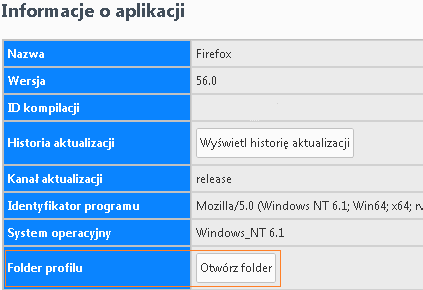 Informacje o aplikacji
Nazwa Firefox
Wersja 56.0
ID kompilacji
Historia aktualizacji Wyświetl historię aktualizacji
Kanał aktualizacji release
Identyfikator programu Mozilla/5.0 (Windows NT 6.1; Win64; x64;
System operacyjny Windows_NT 6.1
Folder profilu Otwórz folder